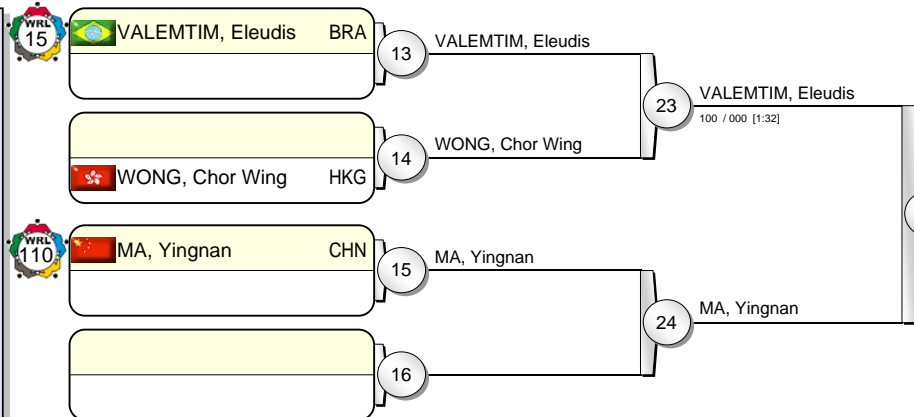 WRL
15
VALEMTIM, Eleudis BRA
13
VALEMTIM, Eleudis
23
VALEMTIM, Eleudis
100 / 000 [1:32]
14
WONG, Chor Wing
WONG, Chor Wing HKG
WRL
110
MA, Yingnan CHN
15
MA, Yingnan
24
MA, Yingnan
16